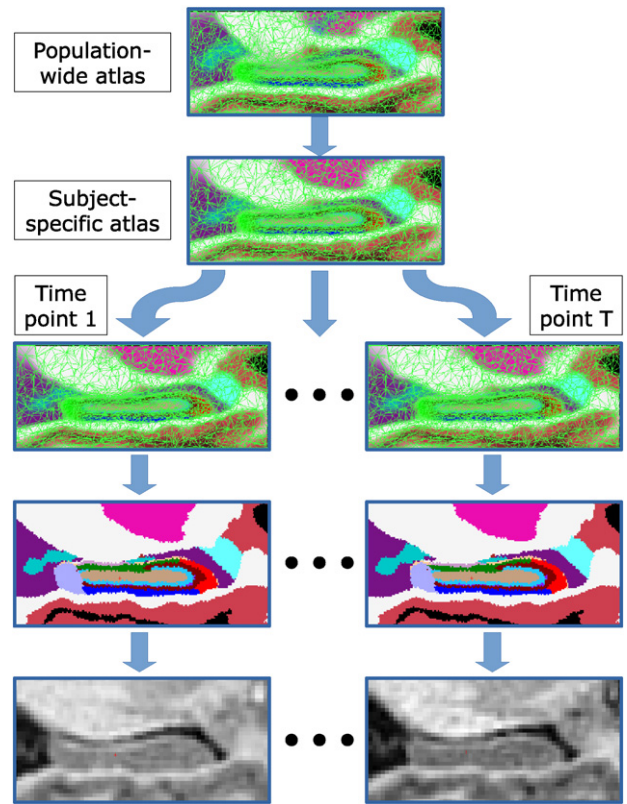 Population-
wide atlas
Subject-
specific atlas
Time
point 1
Time
point T